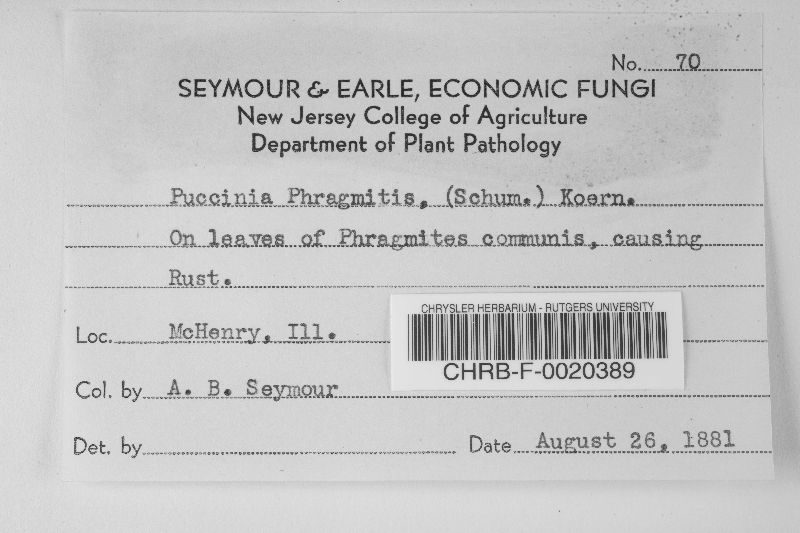 No. 70
SEYMOUR & EARLE, ECONOMIC FUNGI
New Jersey College of Agriculture
Department of Plant Pathology
Puccinia Phragmitis, (Schum.) Koern.
On leaves of Phragmites communis, causing
Rust.
Loc. McHenry, Ill.
CHRYSLER HERBARIUM - RUTGERS UNIVERSITY
CHRB-F-0020389
Col. by A. B. Seymour
Det. by
Date August 26, 1881